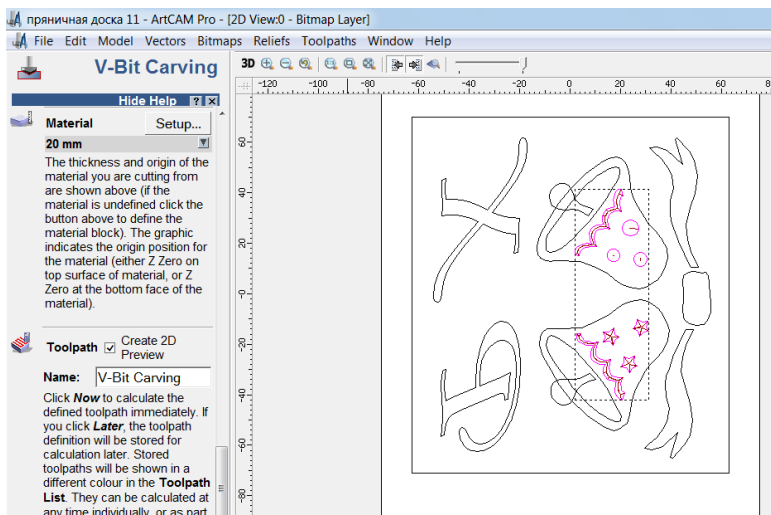 пряничная доска 11 - ArtCAM Pro - [2D View:0 - Bitmap Layer]
File Edit Model Vectors Bitmaps Reliefs Toolpaths Window Help
V-Bit Carving
3D
Hide Help ? x
-120 -100 -80 -60 -40 -20 0 20 40 60 8
Material Setup...
20 mm
The thickness and origin of the
material you are cutting from
are shown above (if the
material is undefined click the
button above to define the
material block). The graphic
indicates the origin position for
the material (either Z Zero on
top surface of material, or Z
Zero at the bottom face of the
material).
60
40
20
0
-20
-40
-60
-80
Toolpath Create 2D
Preview
Name: V-Bit Carving
Click Now to calculate the
defined toolpath immediately. If
you click Later, the toolpath
definition will be stored for
calculation later. Stored
toolpaths will be shown in a
different colour in the Toolpath
List. They can be calculated at
any time individually, or as part